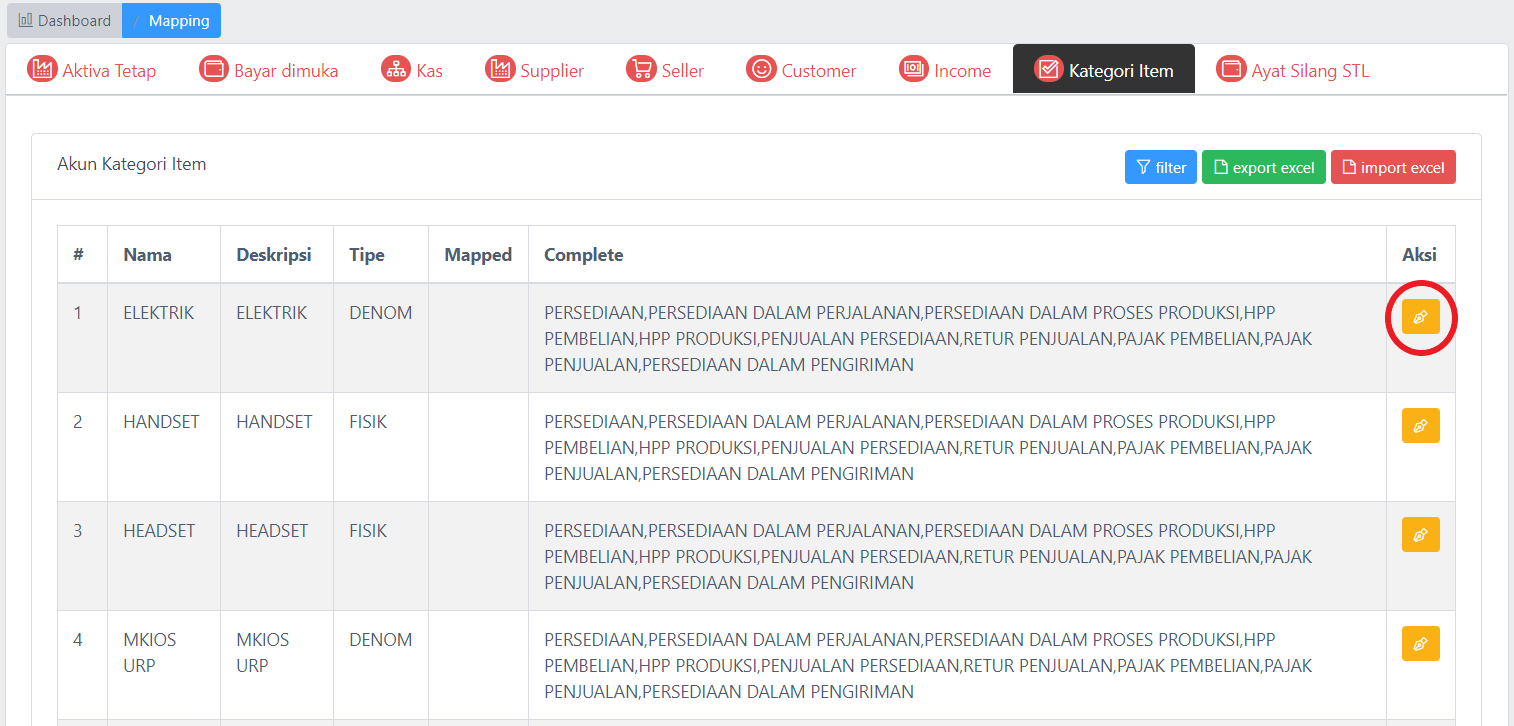 Dashboard / Mapping
Aktiva Tetap Bayar dimuka Kas Supplier Seller Customer Income Kategori Item Ayat Silang STL
Akun Kategori Item filter export excel import excel
# Nama Deskripsi Tipe Mapped Complete Aksi
1 ELEKTRIK ELEKTRIK DENOM PERSEDIAAN,PERSEDIAAN DALAM PERJALANAN,PERSEDIAAN DALAM PROSES PRODUKSI,HPP
PEMBELIAN,HPP PRODUKSI,PENJUALAN PERSEDIAAN,RETUR PENJUALAN,PAJAK PEMBELIAN,PAJAK
PENJUALAN,PERSEDIAAN DALAM PENGIRIMAN
2 HANDSET HANDSET FISIK PERSEDIAAN,PERSEDIAAN DALAM PERJALANAN,PERSEDIAAN DALAM PROSES PRODUKSI,HPP
PEMBELIAN,HPP PRODUKSI,PENJUALAN PERSEDIAAN,RETUR PENJUALAN,PAJAK PEMBELIAN,PAJAK
PENJUALAN,PERSEDIAAN DALAM PENGIRIMAN
3 HEADSET HEADSET FISIK PERSEDIAAN,PERSEDIAAN DALAM PERJALANAN,PERSEDIAAN DALAM PROSES PRODUKSI,HPP
PEMBELIAN,HPP PRODUKSI,PENJUALAN PERSEDIAAN,RETUR PENJUALAN,PAJAK PEMBELIAN,PAJAK
PENJUALAN,PERSEDIAAN DALAM PENGIRIMAN
4 MKIOS MKIOS DENOM PERSEDIAAN,PERSEDIAAN DALAM PERJALANAN,PERSEDIAAN DALAM PROSES PRODUKSI,HPP
URP URP PEMBELIAN,HPP PRODUKSI,PENJUALAN PERSEDIAAN,RETUR PENJUALAN,PAJAK PEMBELIAN,PAJAK
PENJUALAN,PERSEDIAAN DALAM PENGIRIMAN